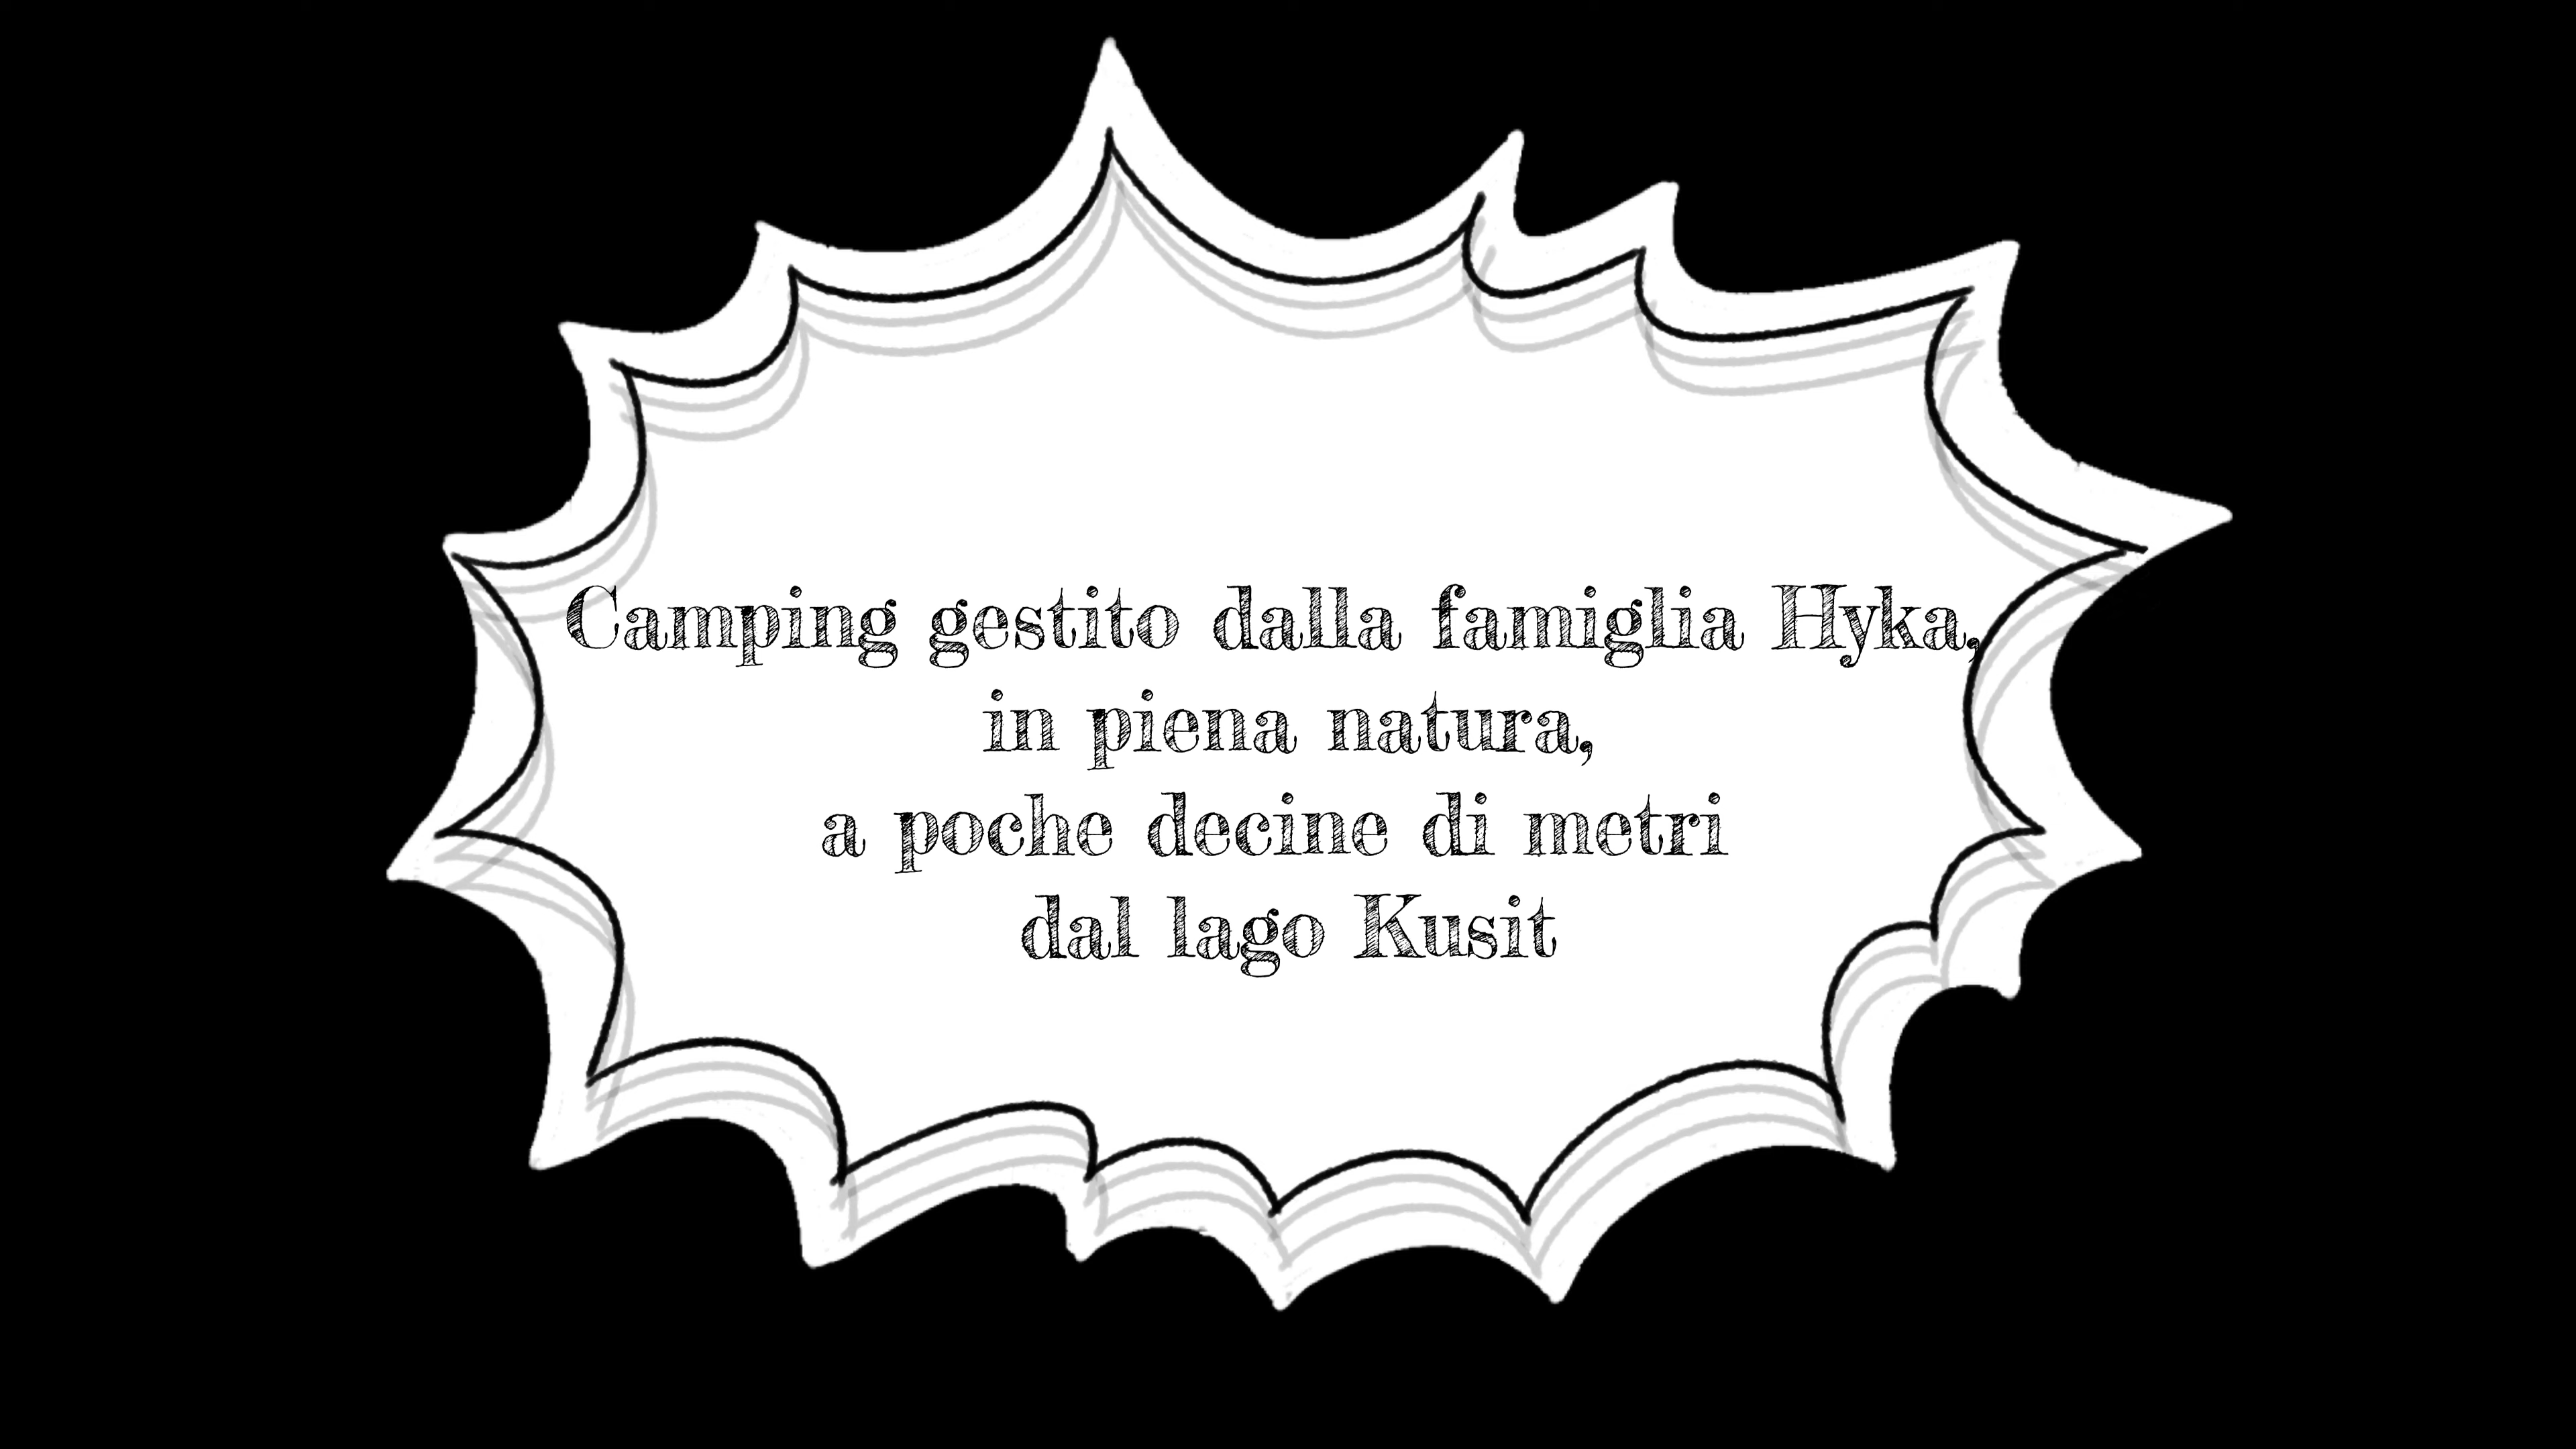 Camping gestito dalla famiglia Hyka,
in piena natura,
a poche decine di metri
dal lago Kusit